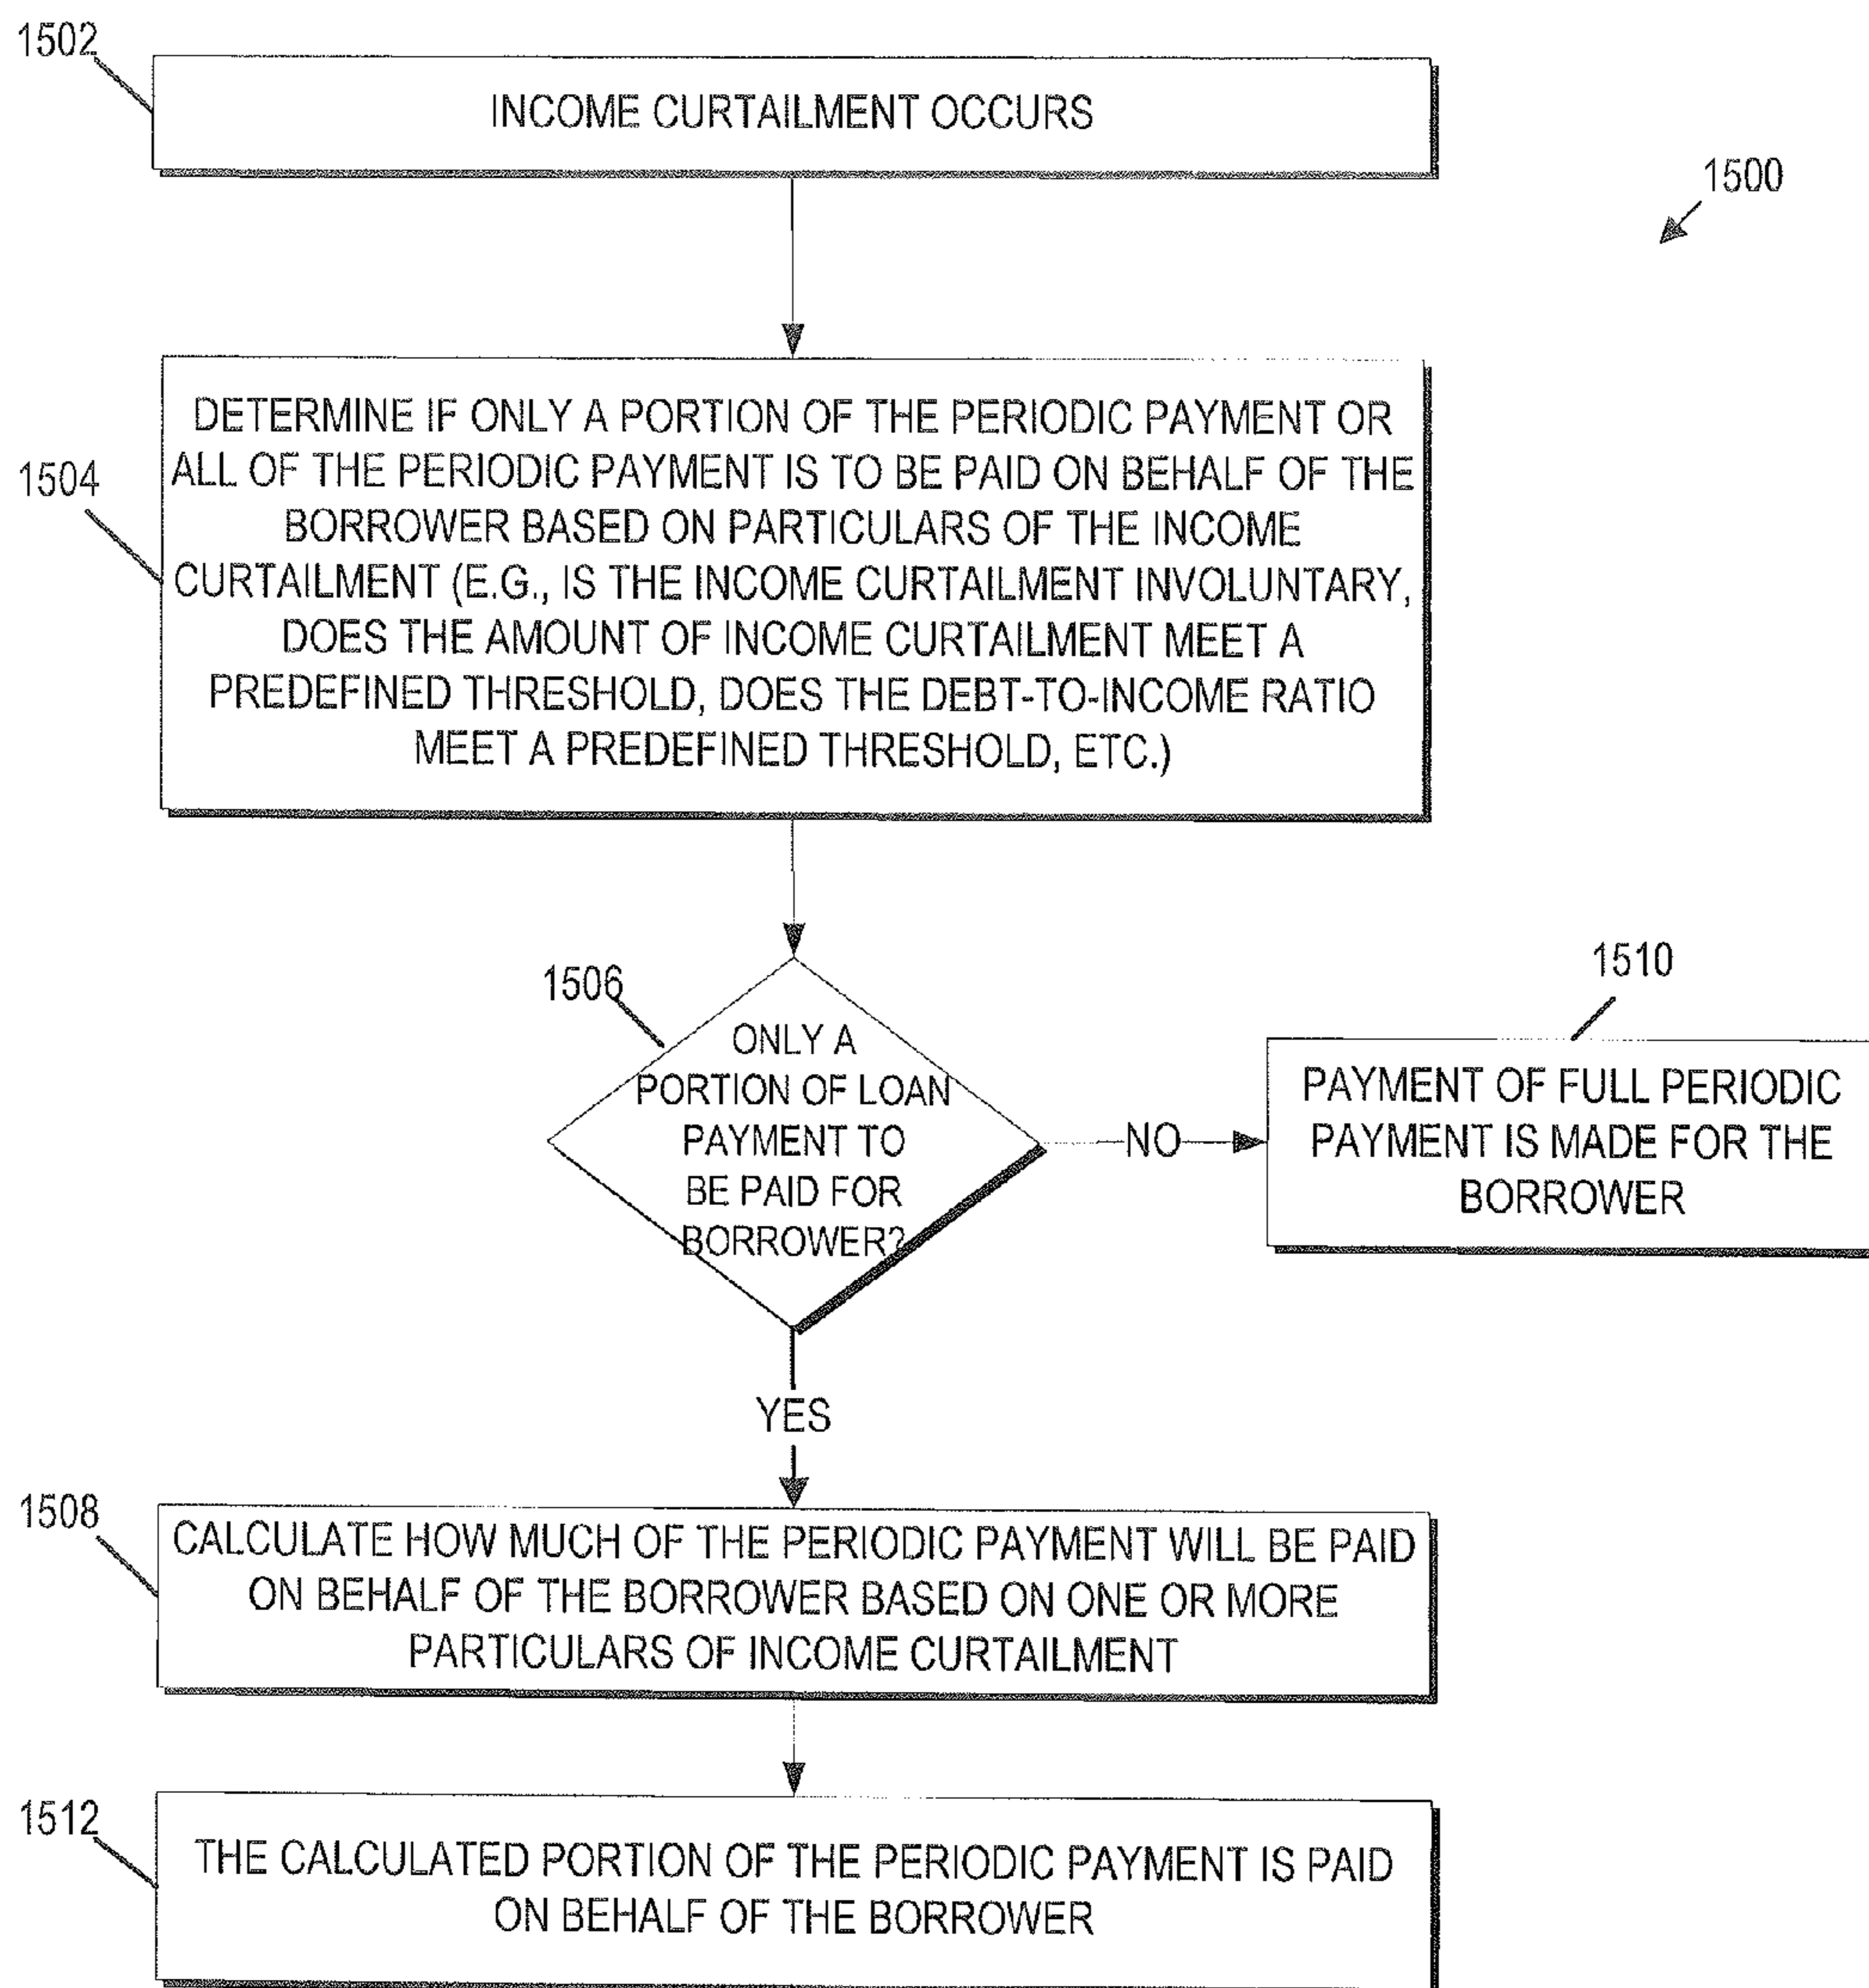 1502
INCOME CURTAILMENT OCCURS
1500
1504
DETERMINE IF ONLY A PORTION OF THE PERIODIC PAYMENT OR
ALL OF THE PERIODIC PAYMENT IS TO BE PAID ON BEHALF OF THE
BORROWER BASED ON PARTICULARS OF THE INCOME
CURTAILMENT (E.G., IS THE INCOME CURTAILMENT INVOLUNTARY,
DOES THE AMOUNT OF INCOME CURTAILMENT MEET A
PREDEFINED THRESHOLD, DOES THE DEBT-TO-INCOME RATIO
MEET A PREDEFINED THRESHOLD, ETC.)
1506
ONLY A
PORTION OF LOAN
PAYMENT TO
BE PAID FOR
BORROWER?
NO
1510
PAYMENT OF FULL PERIODIC
PAYMENT IS MADE FOR THE
BORROWER
YES
1508
CALCULATE HOW MUCH OF THE PERIODIC PAYMENT WILL BE PAID
ON BEHALF OF THE BORROWER BASED ON ONE OR MORE
PARTICULARS OF INCOME CURTAILMENT
1512
THE CALCULATED PORTION OF THE PERIODIC PAYMENT IS PAID
ON BEHALF OF THE BORROWER